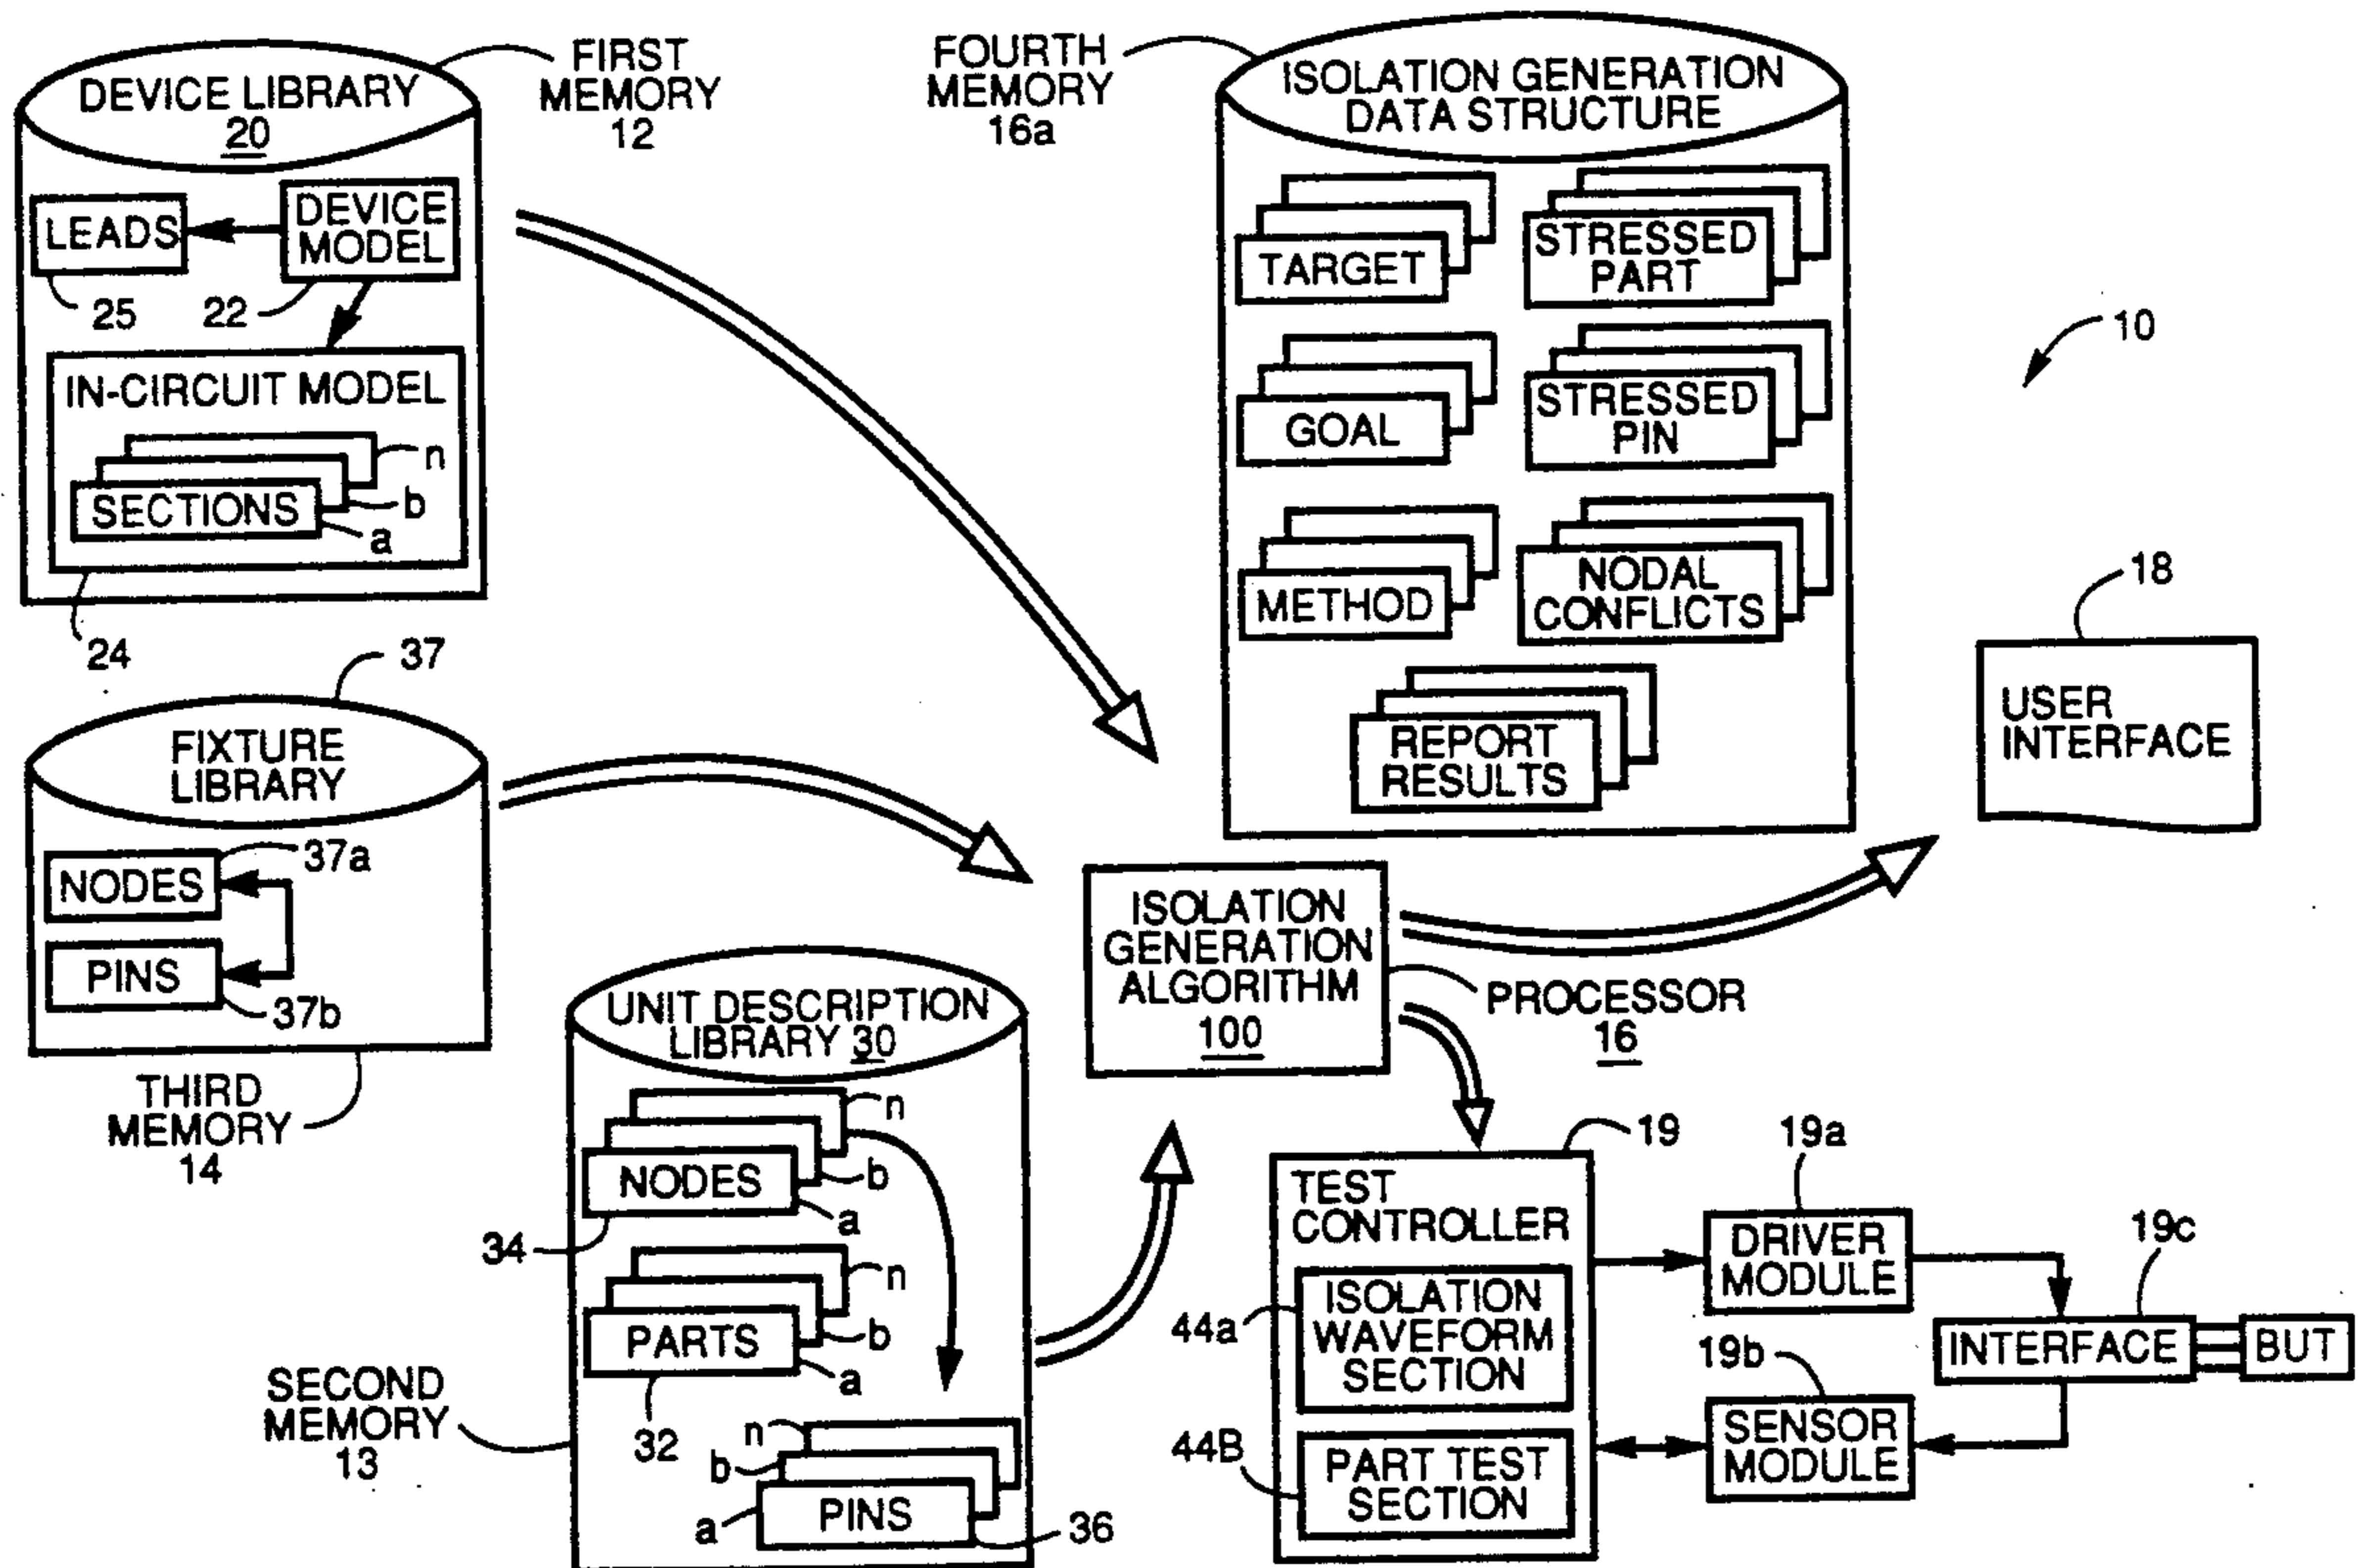 DEVICE LIBRARY
20
FIRST
MEMORY
12
LEADS
DEVICE
MODEL
25
22
IN-CIRCUIT MODEL
n
b
SECTIONS
a
24
FOURTH
MEMORY
16a
ISOLATION GENERATION
DATA STRUCTURE
TARGET
STRESSED
PART
GOAL
STRESSED
PIN
METHOD
NODAL
CONFLICTS
REPORT
RESULTS
10
18
USER
INTERFACE
37
FIXTURE
LIBRARY
37a
NODES
PINS
37b
THIRD
MEMORY
14
UNIT DESCRIPTION
LIBRARY 30
n
b
NODES
a
34
n
b
PARTS
a
32
SECOND
MEMORY
13
n
b
a
PINS
36
ISOLATION
GENERATION
ALGORITHM
100
PROCESSOR
16
19
TEST
CONTROLLER
44a
ISOLATION
WAVEFORM
SECTION
44B
PART TEST
SECTION
19a
DRIVER
MODULE
19c
INTERFACE
BUT
19b
SENSOR
MODULE